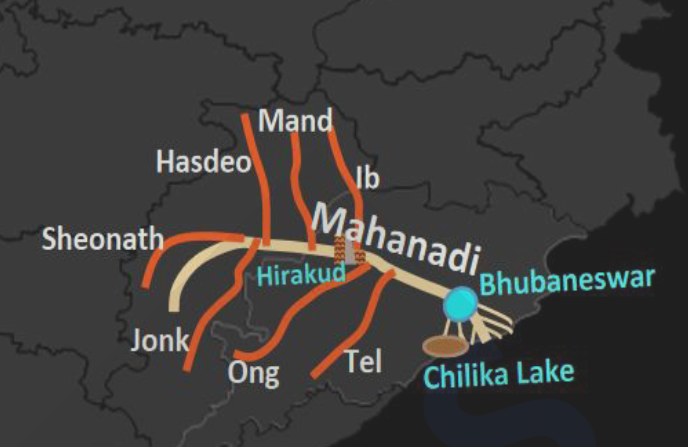 Mand
Hasdeo
Ib
Mahanadi
Sheonath
Hirakud
Bhubaneswar
Jonk
Ong
Tel
Chilika Lake